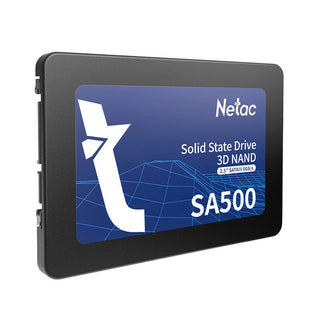 Netac
Solid State Drive
3D NAND
2.5" SATAIII 6Gb/s
SA500